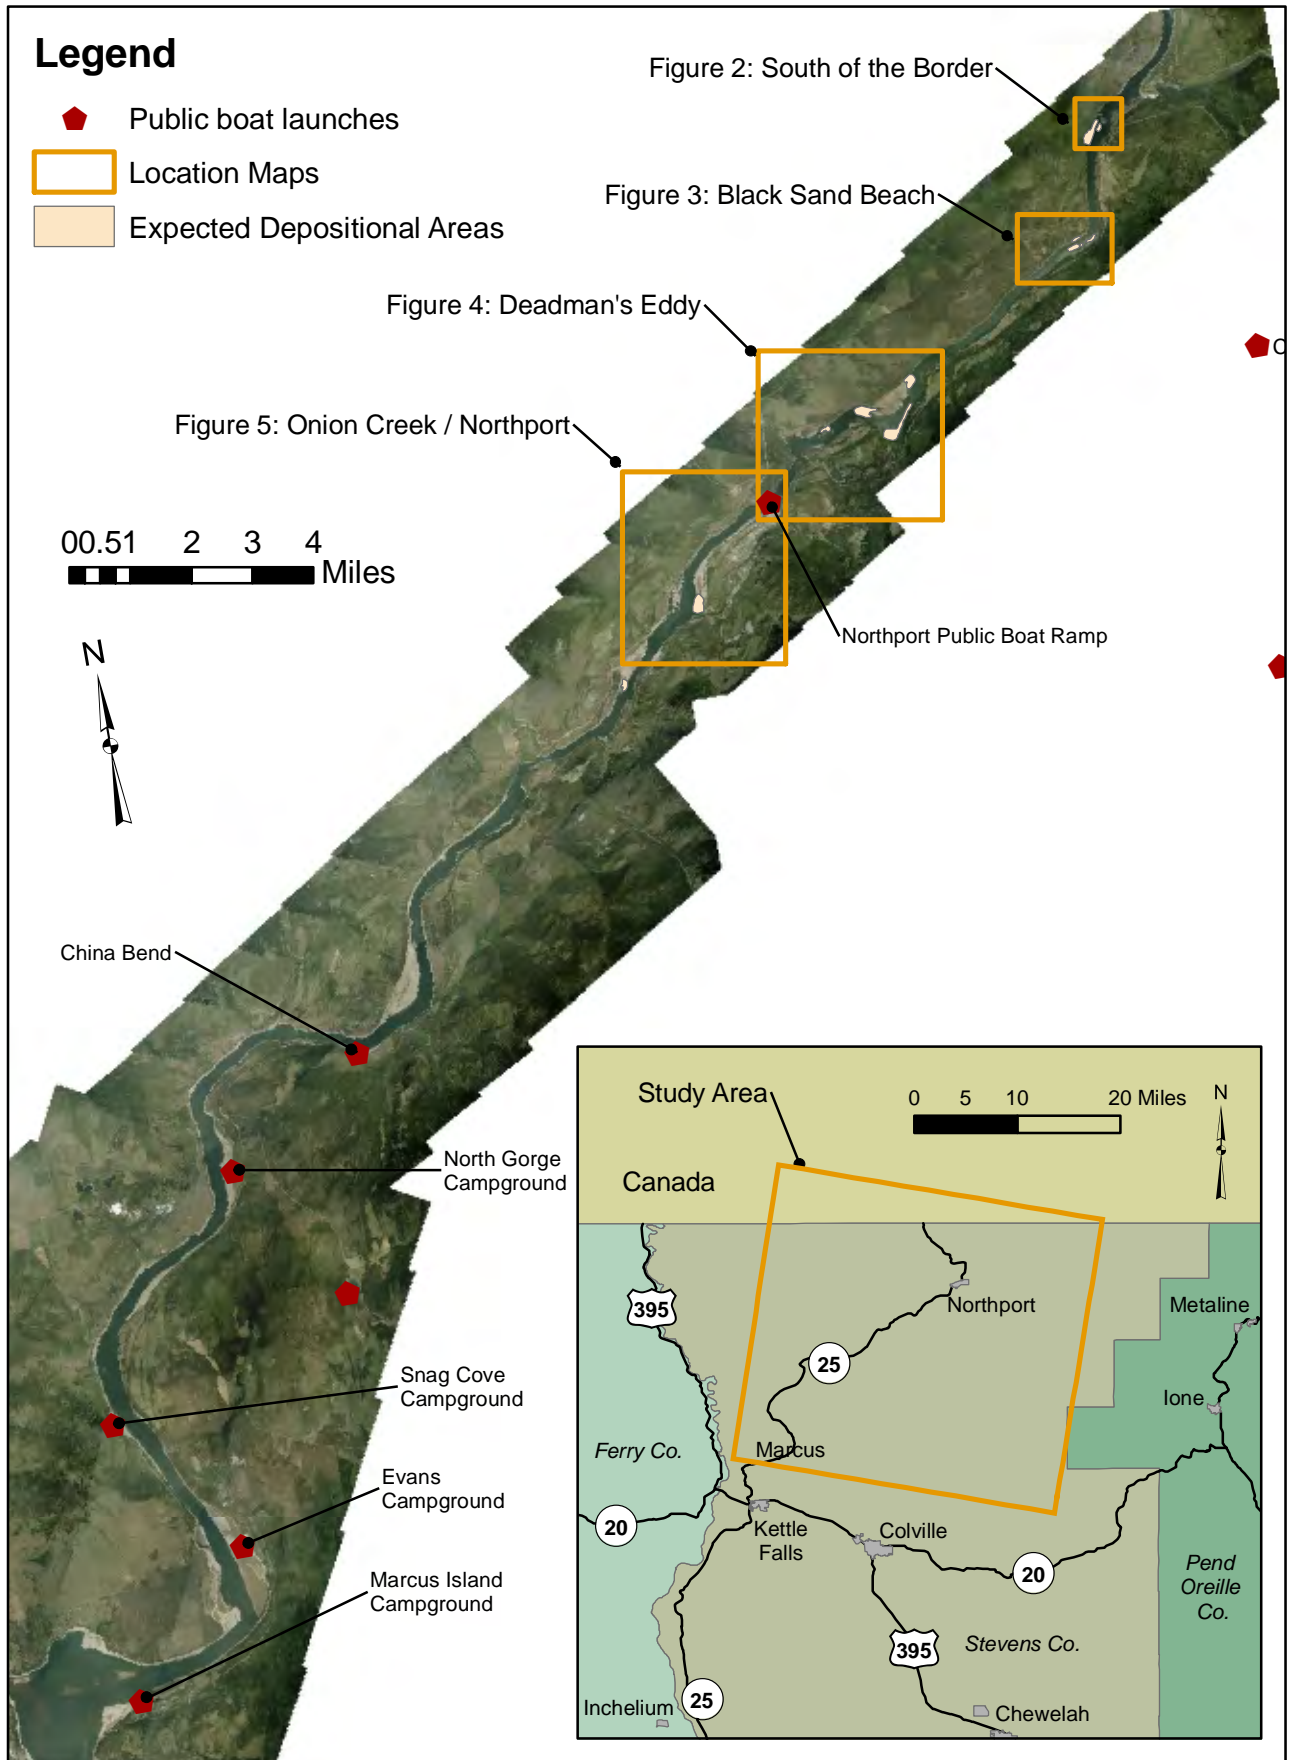 Legend
Public boat launches
Location Maps
Expected Depositional Areas
Figure 2: South of the Border
Figure 3: Black Sand Beach
Figure 4: Deadman's Eddy
Figure 5: Onion Creek / Northport
C
00.51 2 3 4
Miles
N
Northport Public Boat Ramp
China Bend
North Gorge
Campground
Snag Cove
Campground
Evans
Campground
Marcus Island
Campground
Study Area
0 5 10 20 Miles
N
Canada
395
Northport
Metaline
25
Ione
Ferry Co.
Marcus
20
Kettle
Falls
Colville
20
Pend
Oreille
Co.
395
Stevens Co.
Inchelium
25
Chewelah